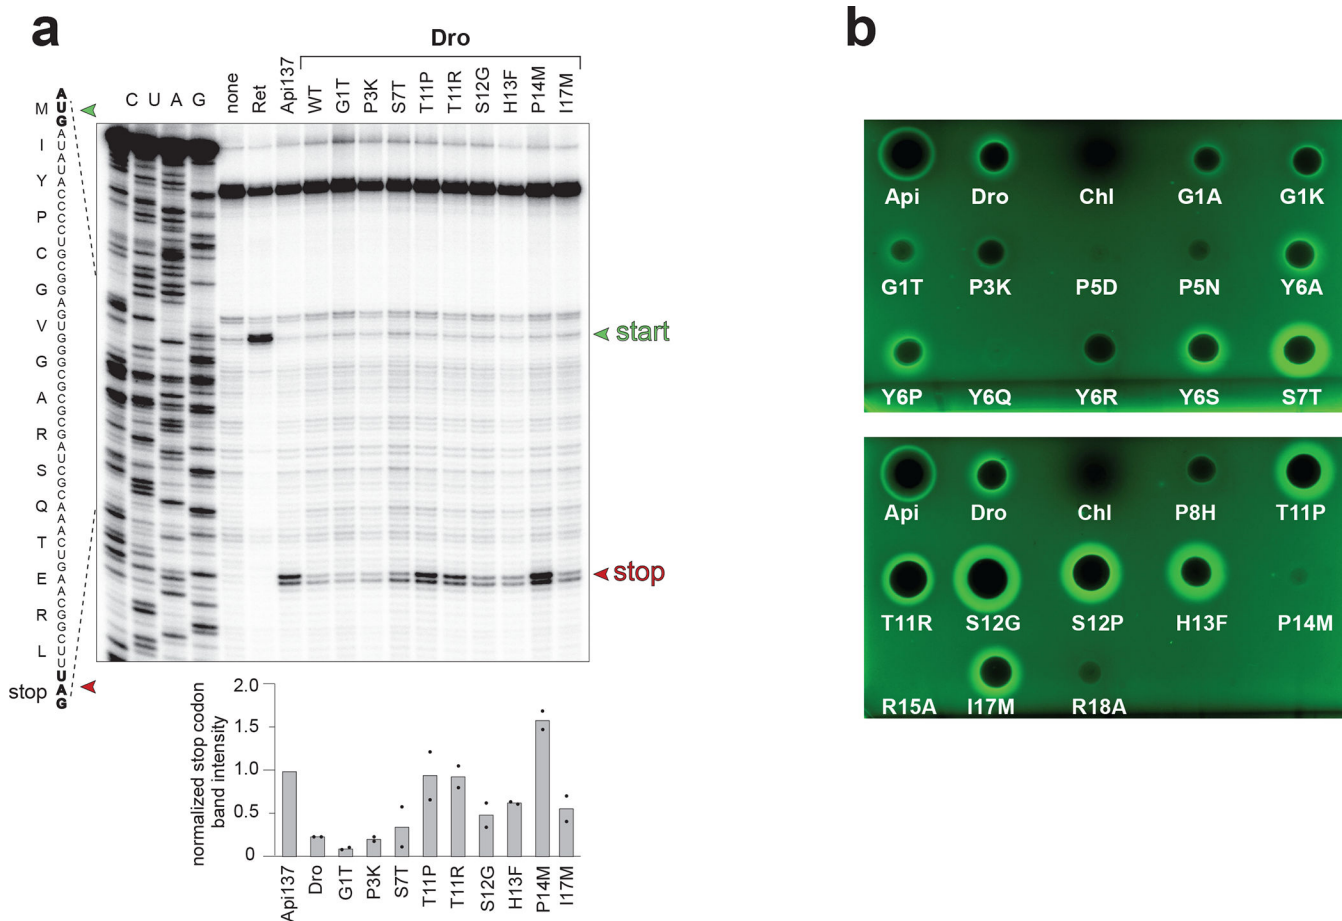 a
b
Dro
none
Ret
Api137
WT
G1T
P3K
S7T
T11P
T11R
S12G
H13F
P14M
I17M
C U A G
M
I
Y
P
C
G
V
G
A
R
S
Q
T
E
R
L
stop
AUGAUAUACCCCUGCGGAGUGGGCGCGCGAUCGCAAACUGAACGGCUUUAG
start
stop
normalized stop codon
band intensity
2.0
1.5
1.0
0.5
0
Api137
Dro
G1T
P3K
S7T
T11P
T11R
S12G
H13F
P14M
I17M
Api Dro Chl G1A G1K
G1T P3K P5D P5N Y6A
Y6P Y6Q Y6R Y6S S7T
Api Dro Chl P8H T11P
T11R S12G S12P H13F P14M
R15A I17M R18A